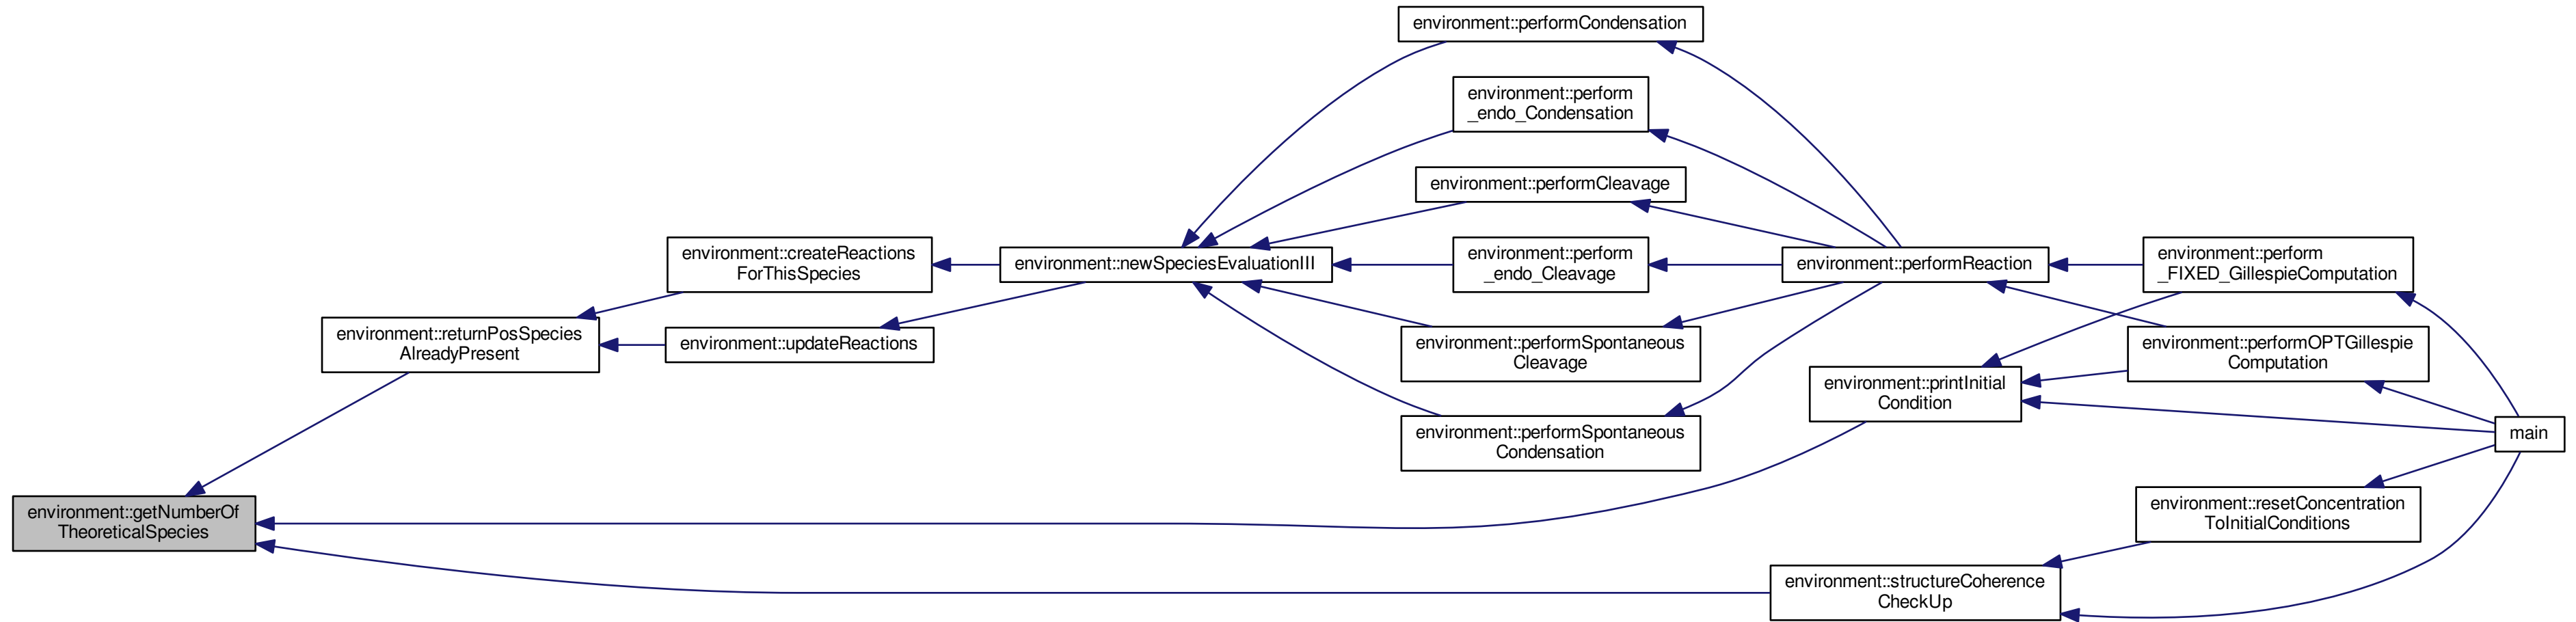 environment::performCondensation
environment::perform
_endo_Condensation
environment::performCleavage
environment::createReactions
ForThisSpecies
environment::newSpeciesEvaluationIII
environment::perform
_endo_Cleavage
environment::performReaction
environment::perform
_FIXED_GillespieComputation
environment::returnPosSpecies
AlreadyPresent
environment::updateReactions
environment::performSpontaneous
Cleavage
environment::performOPTGillespie
Computation
environment::printInitial
Condition
environment::performSpontaneous
Condensation
main
environment::getNumberOf
TheoreticalSpecies
environment::resetConcentration
ToInitialConditions
environment::structureCoherence
CheckUp